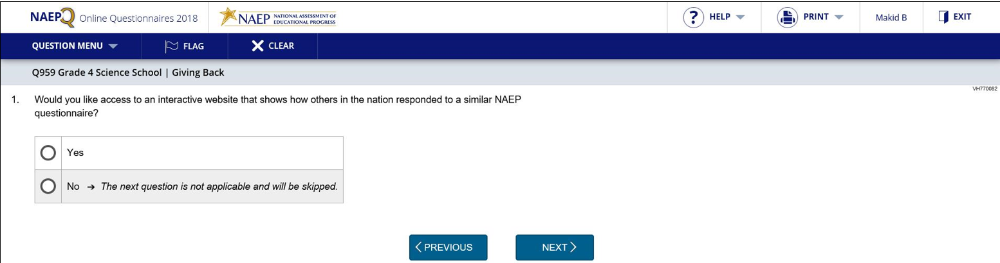 NAEPQ Online Questionnaires 2018
NAEP NATIONAL ASSESSMENT OF
EDUCATIONAL PROGRESS
? HELP
PRINT
Makid B
EXIT
QUESTION MENU
FLAG
CLEAR
Q959 Grade 4 Science School | Giving Back
VH770082
1. Would you like access to an interactive website that shows how others in the nation responded to a similar NAEP
questionnaire?
Yes
No ➔ The next question is not applicable and will be skipped.
PREVIOUS
NEXT